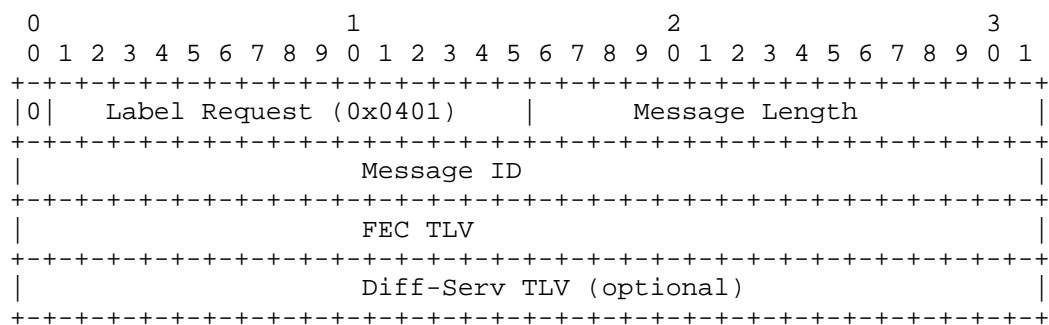 0                   1                   2                   3
 0 1 2 3 4 5 6 7 8 9 0 1 2 3 4 5 6 7 8 9 0 1 2 3 4 5 6 7 8 9 0 1
+-+-+-+-+-+-+-+-+-+-+-+-+-+-+-+-+-+-+-+-+-+-+-+-+-+-+-+-+-+-+-+-+
|0|   Label Request (0x0401)    |      Message Length           |
+-+-+-+-+-+-+-+-+-+-+-+-+-+-+-+-+-+-+-+-+-+-+-+-+-+-+-+-+-+-+-+-+
|                     Message ID                                |
+-+-+-+-+-+-+-+-+-+-+-+-+-+-+-+-+-+-+-+-+-+-+-+-+-+-+-+-+-+-+-+-+
|                     FEC TLV                                   |
+-+-+-+-+-+-+-+-+-+-+-+-+-+-+-+-+-+-+-+-+-+-+-+-+-+-+-+-+-+-+-+-+
|                     Diff-Serv TLV (optional)                  |
+-+-+-+-+-+-+-+-+-+-+-+-+-+-+-+-+-+-+-+-+-+-+-+-+-+-+-+-+-+-+-+-+